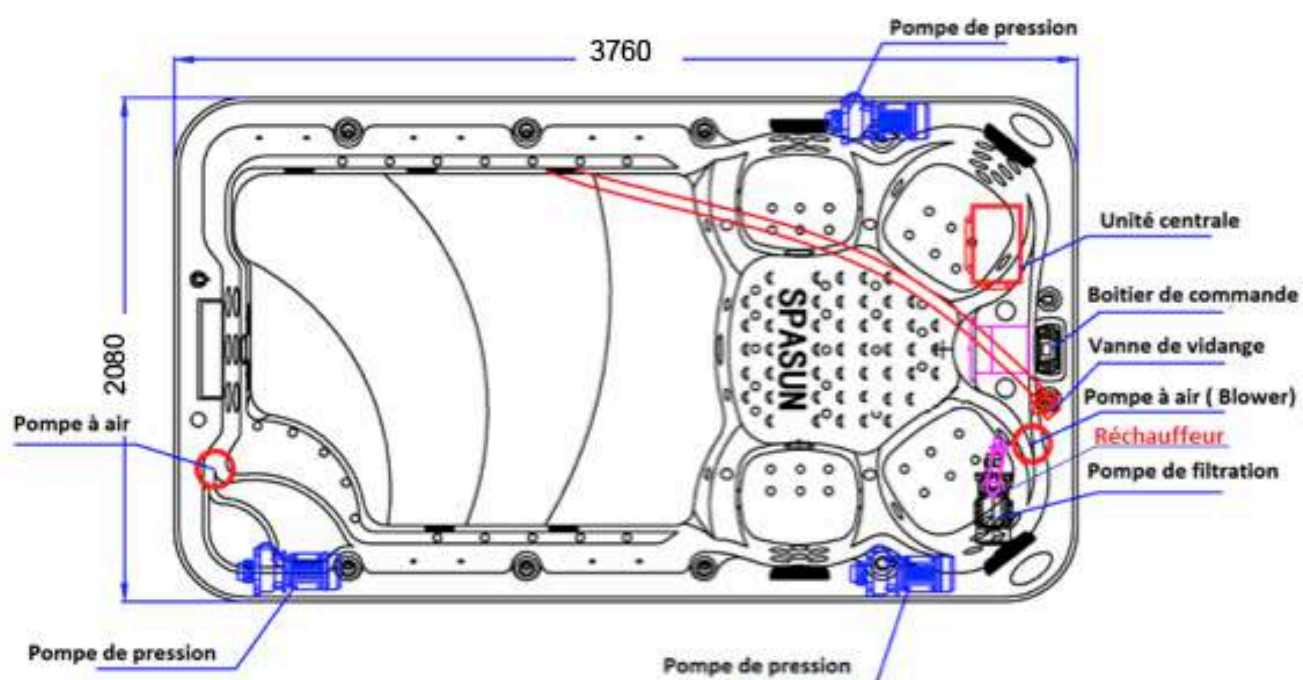 Pompe de pression
3760
2080
Unité centrale
Boitier de commande
Vanne de vidange
Pompe à air ( Blower)
Réchauffeur
Pompe de filtration
SPASUN
Pompe à air
Pompe de pression
Pompe de pression